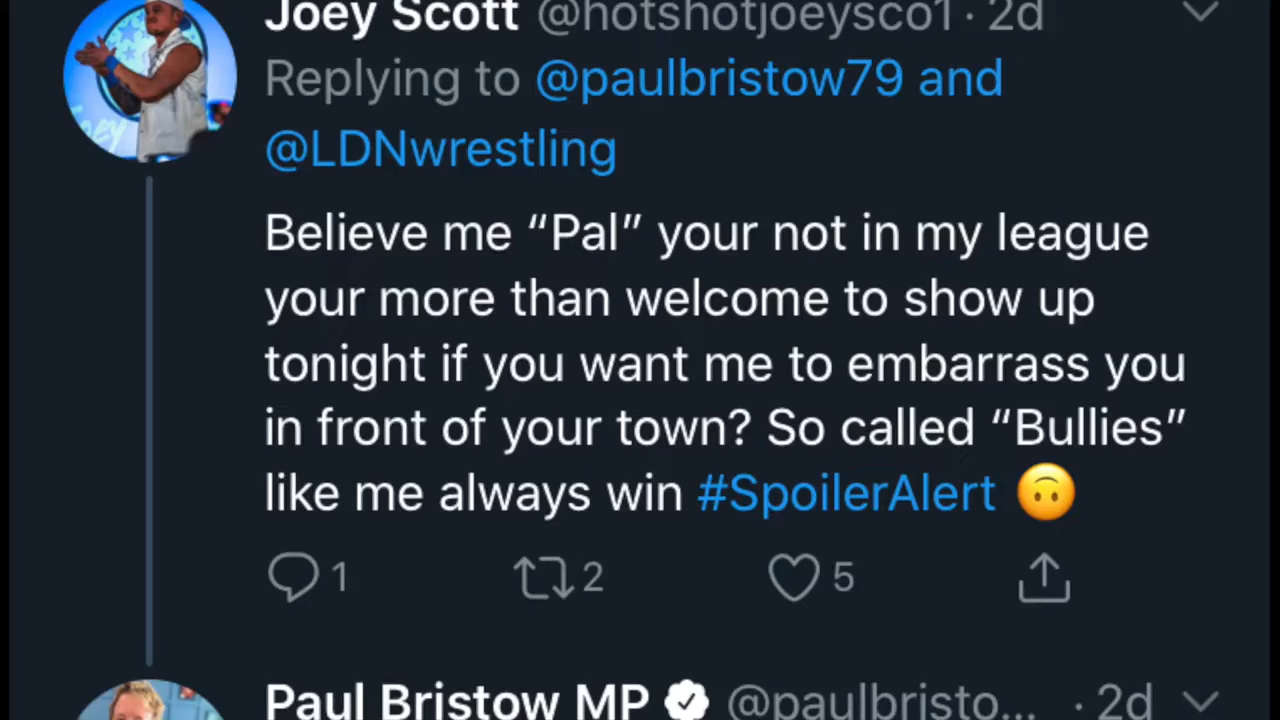 Joey Scott @hotshotjoeysco1 · 2d
Replying to @paulbristow79 and
@LDNwrestling
Believe me “Pal” your not in my league
your more than welcome to show up
tonight if you want me to embarrass you
in front of your town? So called “Bullies”
like me always win #SpoilerAlert 🙃
1 2 5
Paul Bristow MP @paulbristo... · 2d